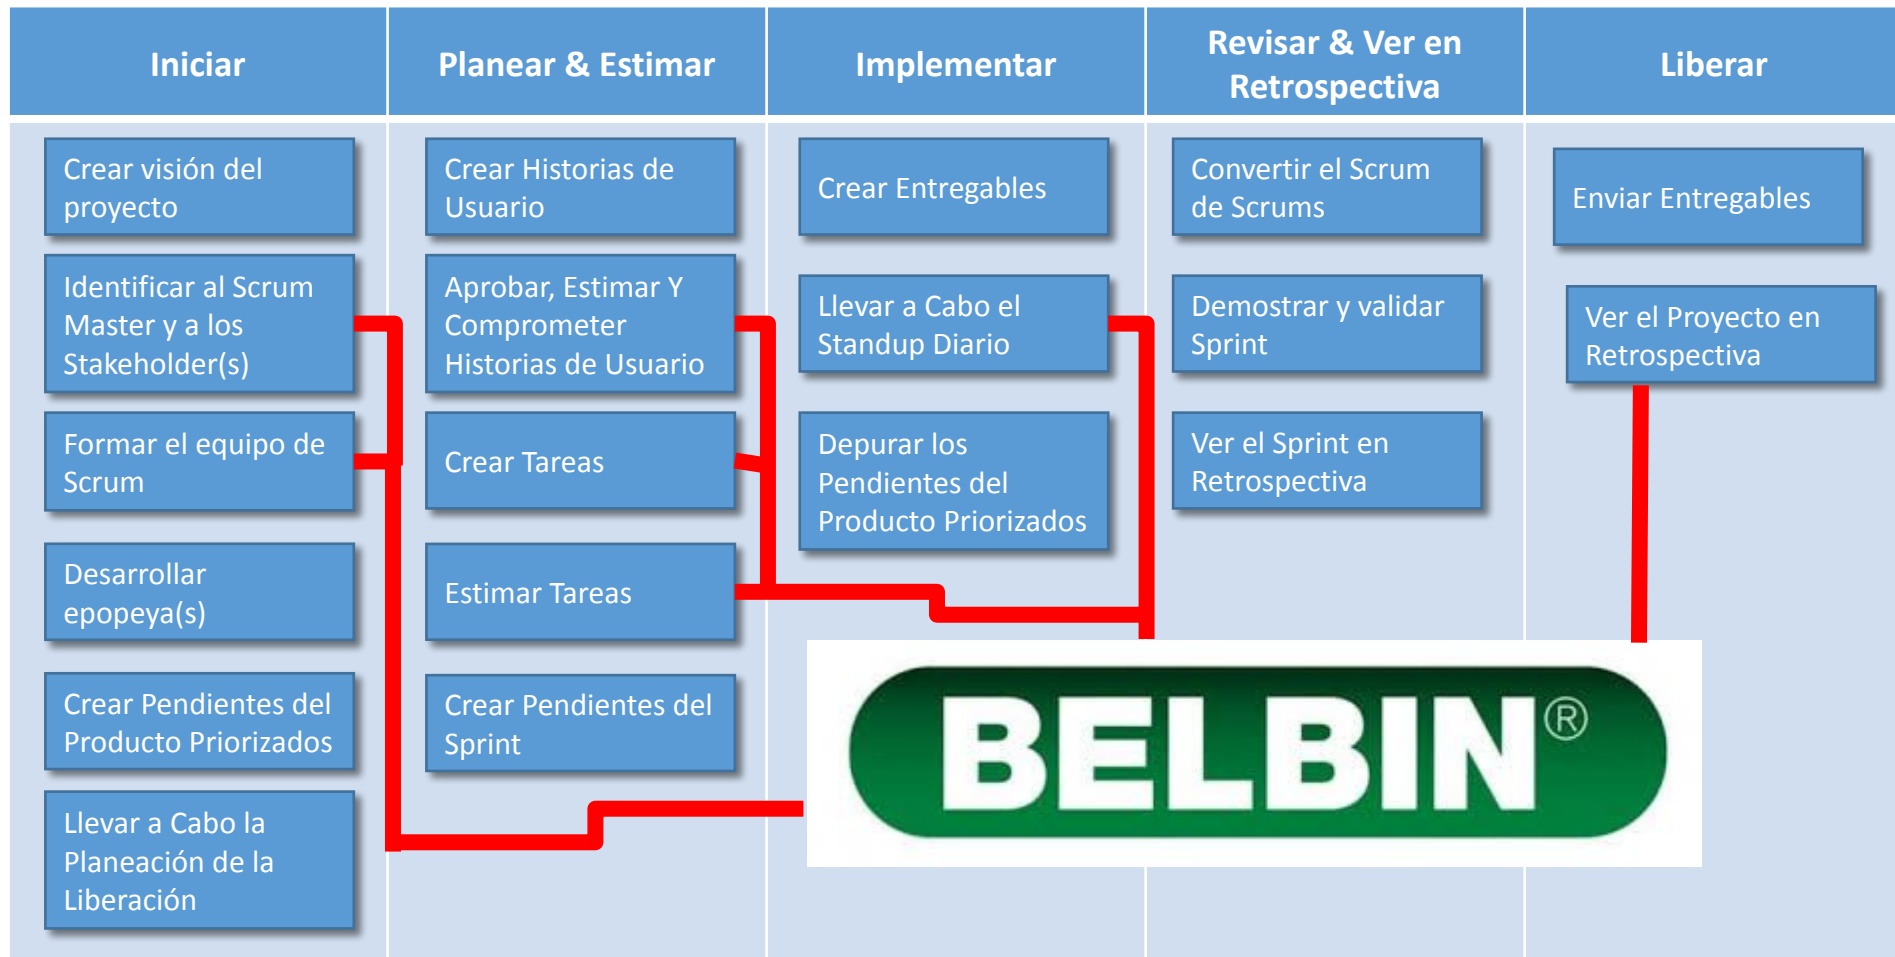 Iniciar
Planear & Estimar
Implementar
Revisar & Ver en
Retrospectiva
Liberar
Crear visión del
proyecto
Identificar al Scrum
Master y a los
Stakeholder(s)
Formar el equipo de
Scrum
Desarrollar
epopeya(s)
Crear Pendientes del
Producto Priorizados
Llevar a Cabo la
Planeación de la
Liberación
Crear Historias de
Usuario
Aprobar, Estimar Y
Comprometer
Historias de Usuario
Crear Tareas
Estimar Tareas
Crear Pendientes del
Sprint
Crear Entregables
Llevar a Cabo el
Standup Diario
Depurar los
Pendientes del
Producto Priorizados
Convertir el Scrum
de Scrums
Demostrar y validar
Sprint
Ver el Sprint en
Retrospectiva
Enviar Entregables
Ver el Proyecto en
Retrospectiva
BELBIN®